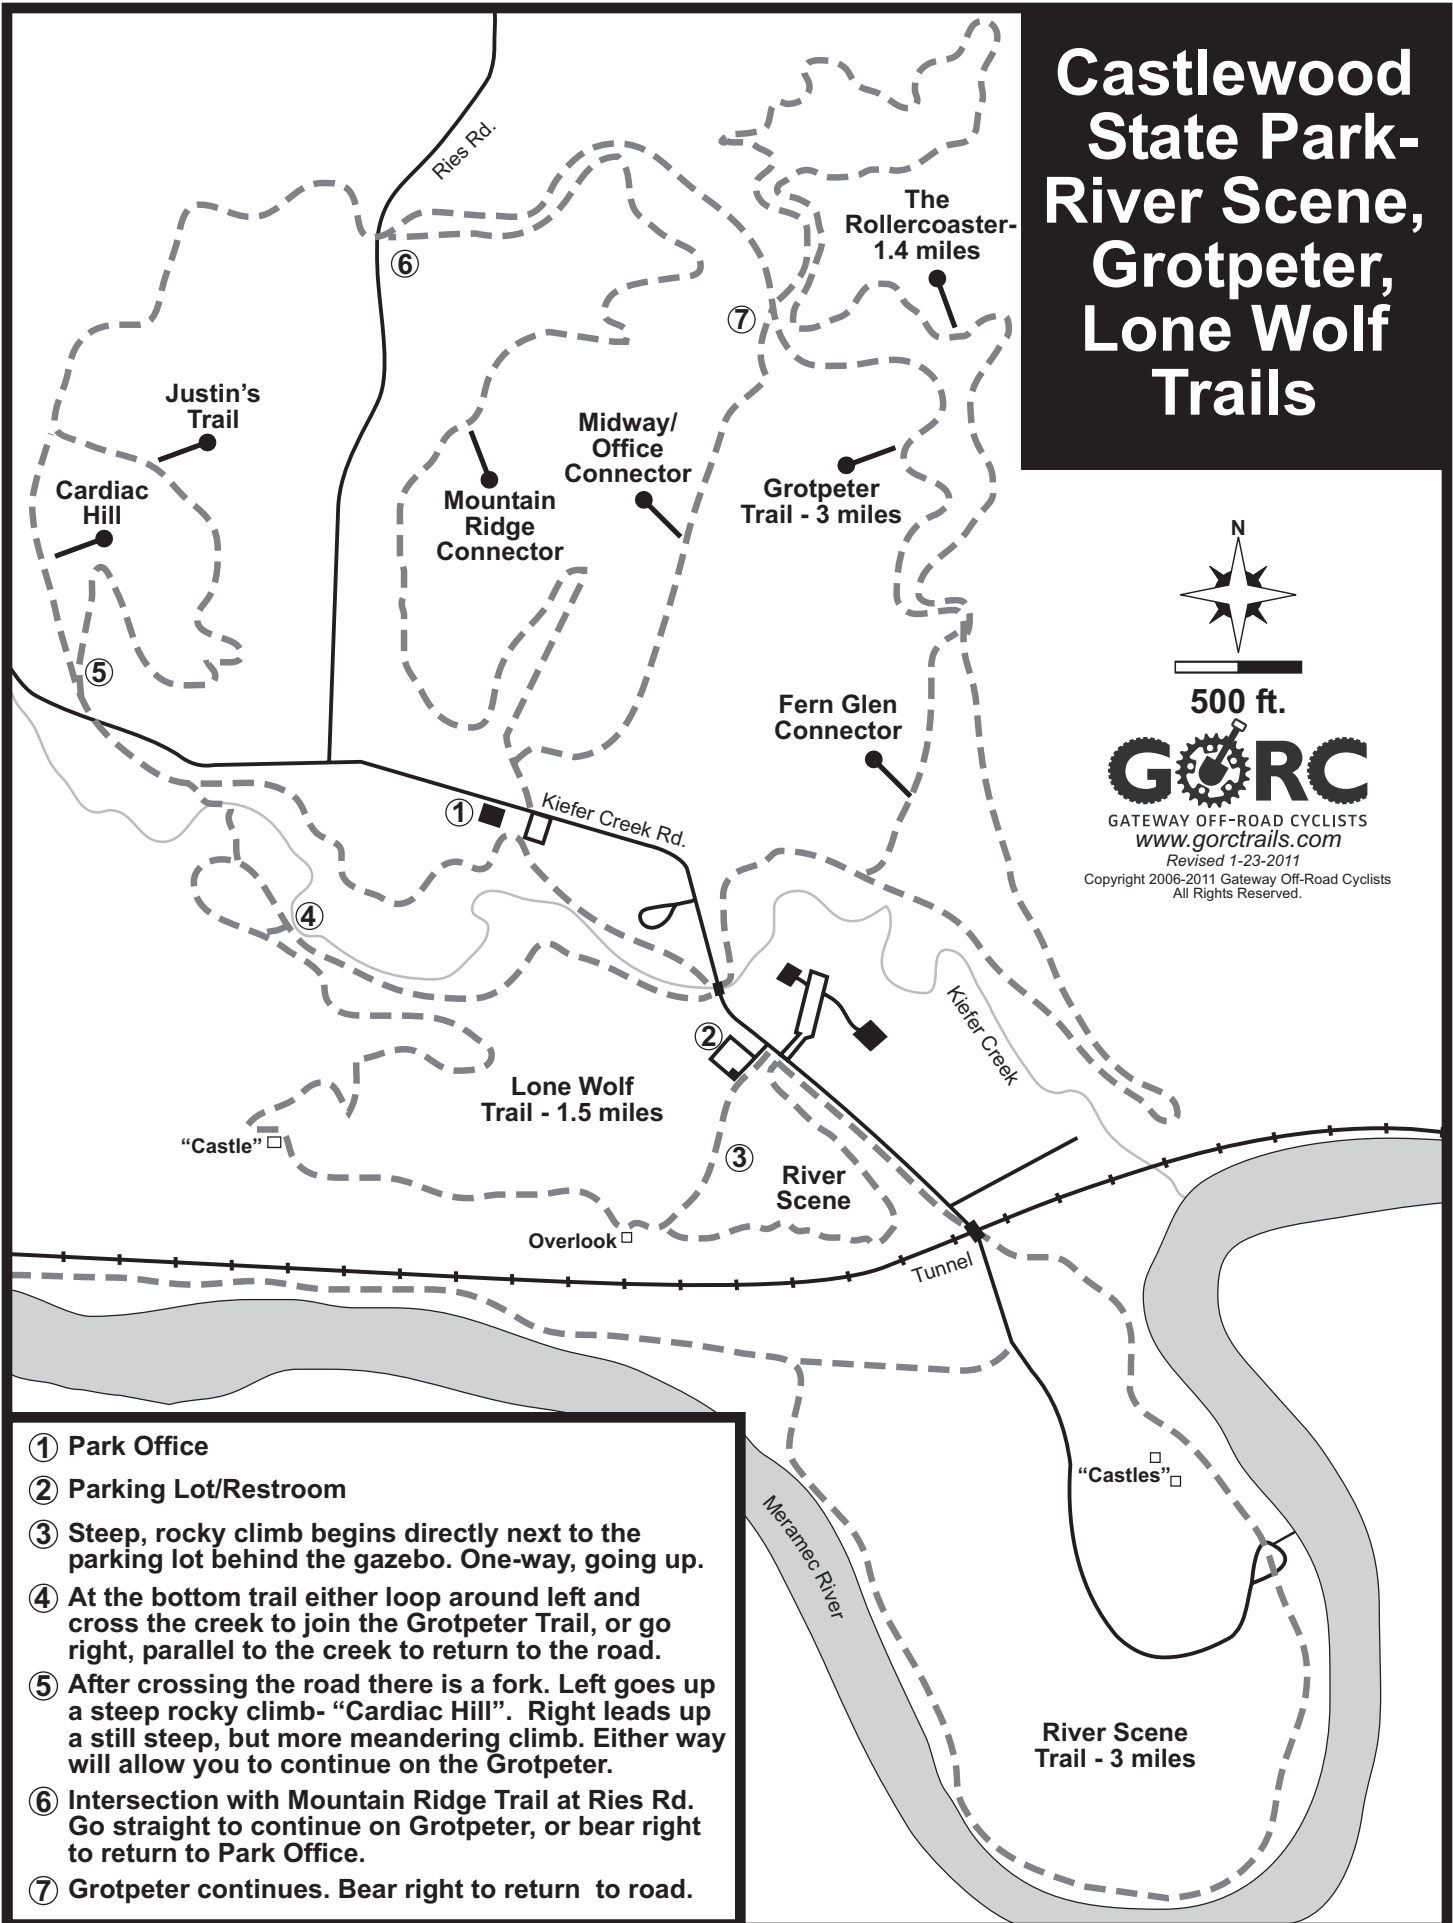 Castlewood
State Park-
River Scene,
Grotpeter,
Lone Wolf
Trails
Ries Rd.
The
Rollercoaster-
1.4 miles
6
7
Justin’s
Trail
Cardiac
Hill
Midway/
Office
Connector
Mountain
Ridge
Connector
Grotpeter
Trail - 3 miles
N
500 ft.
GORC
GATEWAY OFF-ROAD CYCLISTS
www.gorctrails.com
Revised 1-23-2011
Copyright 2006-2011 Gateway Off-Road Cyclists
All Rights Reserved.
5
Fern Glen
Connector
1
Kiefer Creek Rd.
4
Kiefer Creek
2
Lone Wolf
Trail - 1.5 miles
“Castle”
3
River
Scene
Overlook
Tunnel
“Castles”
Meramec River
River Scene
Trail - 3 miles
1 Park Office
2 Parking Lot/Restroom
3 Steep, rocky climb begins directly next to the
parking lot behind the gazebo. One-way, going up.
4 At the bottom trail either loop around left and
cross the creek to join the Grotpeter Trail, or go
right, parallel to the creek to return to the road.
5 After crossing the road there is a fork. Left goes up
a steep rocky climb- “Cardiac Hill”. Right leads up
a still steep, but more meandering climb. Either way
will allow you to continue on the Grotpeter.
6 Intersection with Mountain Ridge Trail at Ries Rd.
Go straight to continue on Grotpeter, or bear right
to return to Park Office.
7 Grotpeter continues. Bear right to return to road.